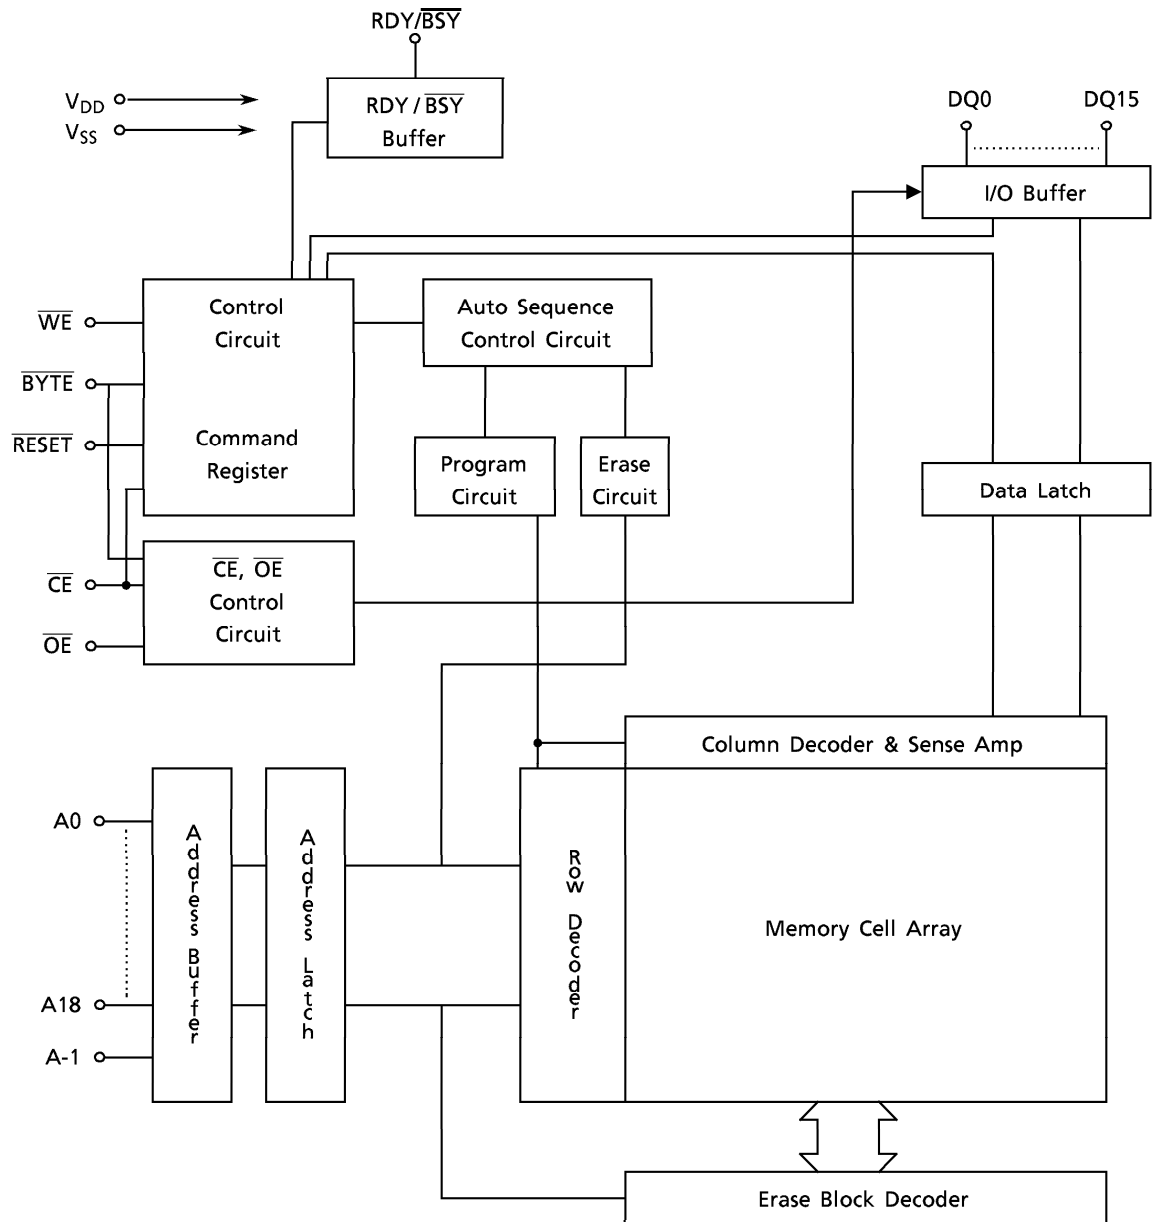 RDY/BSY
VDD
VSS
RDY / BSY
Buffer
DQ0
DQ15
I/O Buffer
WE
BYTE
RESET
Control
Circuit
Command
Register
Auto Sequence
Control Circuit
Program
Circuit
Erase
Circuit
Data Latch
CE
OE
CE, OE
Control
Circuit
Column Decoder & Sense Amp
A0
A18
A-1
Address Buffer
Address Latch
Row Decoder
Memory Cell Array
Erase Block Decoder